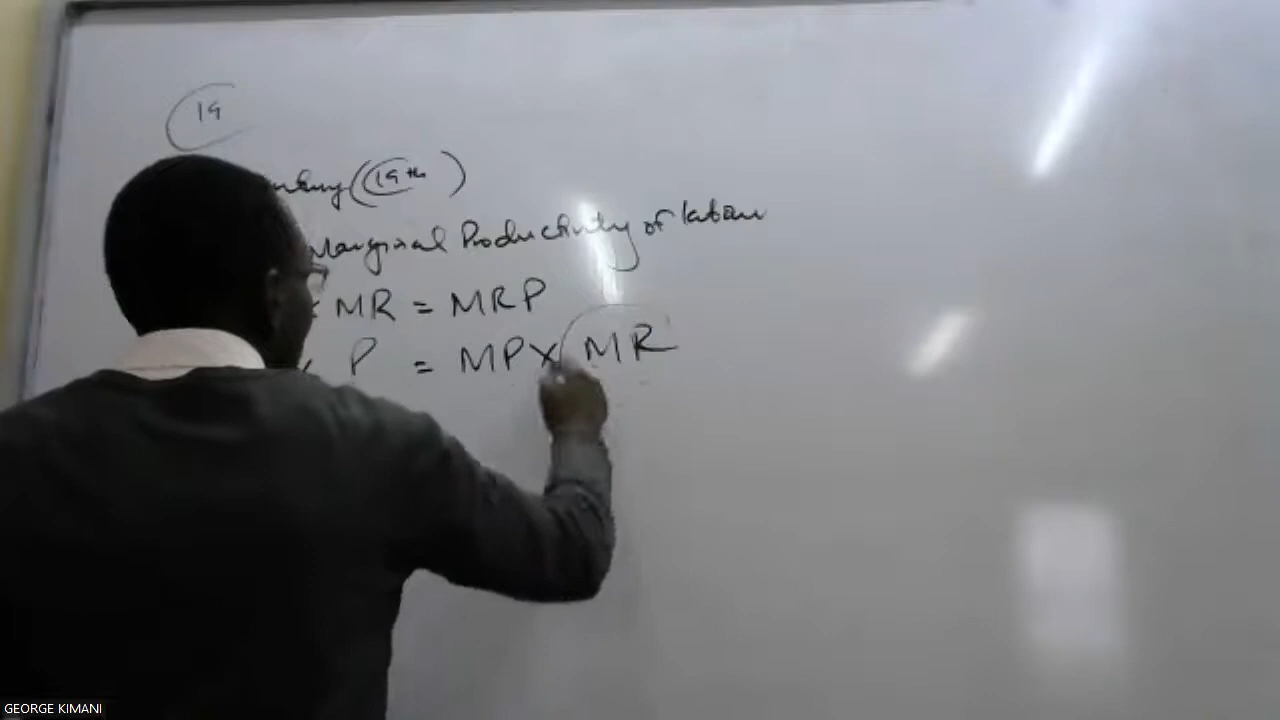 19
(19th)
Marginal Productivity of labour
MR = MRP
x P = MP x MR
GEORGE KIMANI